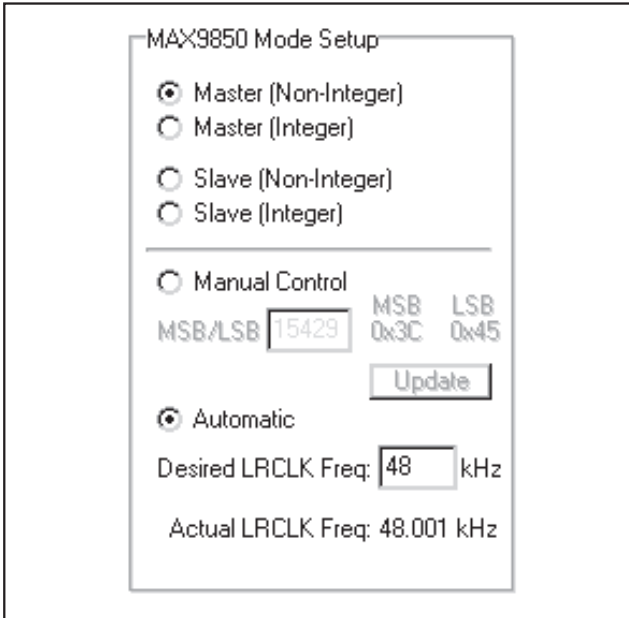 MAX9850 Mode Setup
Master (Non-Integer)
Master (Integer)
Slave (Non-Integer)
Slave (Integer)
Manual Control
MSB LSB
MSB/LSB 15429 0x3C 0x45
Update
Automatic
Desired LRCLK Freq: 48 kHz
Actual LRCLK Freq: 48.001 kHz